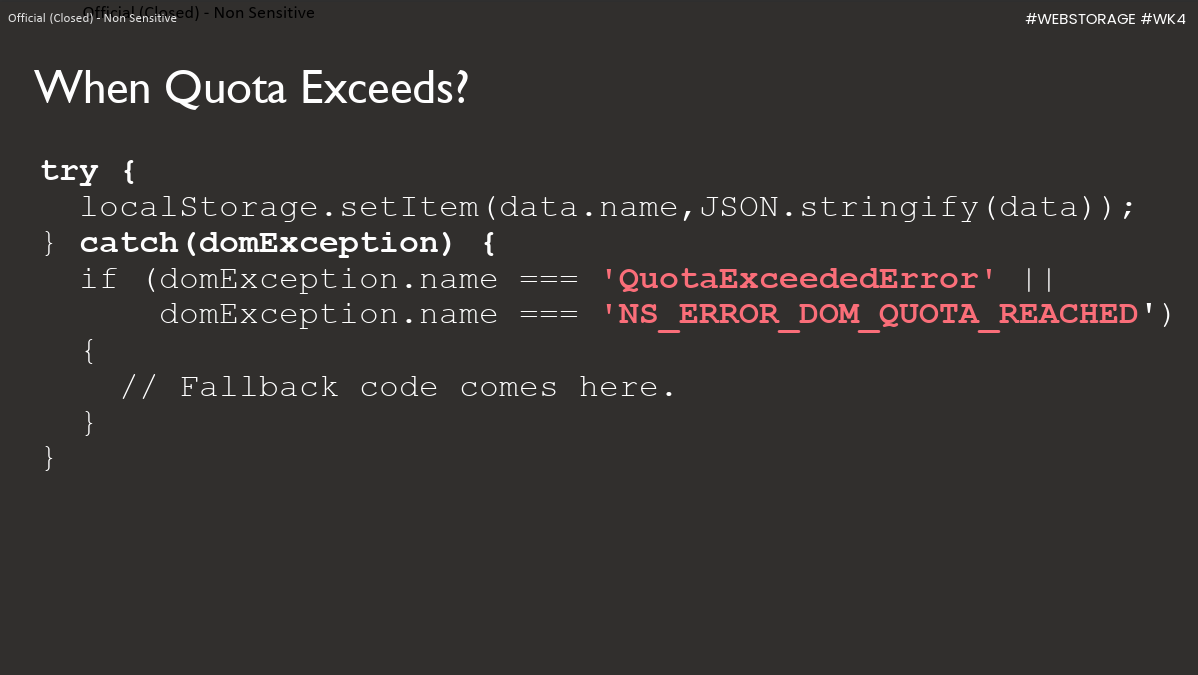 Official (Closed) - Non Sensitive
Official (Closed) - Non Sensitive
#WEBSTORAGE #WK4
When Quota Exceeds?
try {
  localStorage.setItem(data.name,JSON.stringify(data));
} catch(domException) {
  if (domException.name === 'QuotaExceededError' ||
      domException.name === 'NS_ERROR_DOM_QUOTA_REACHED')
  {
    // Fallback code comes here.
  }
}